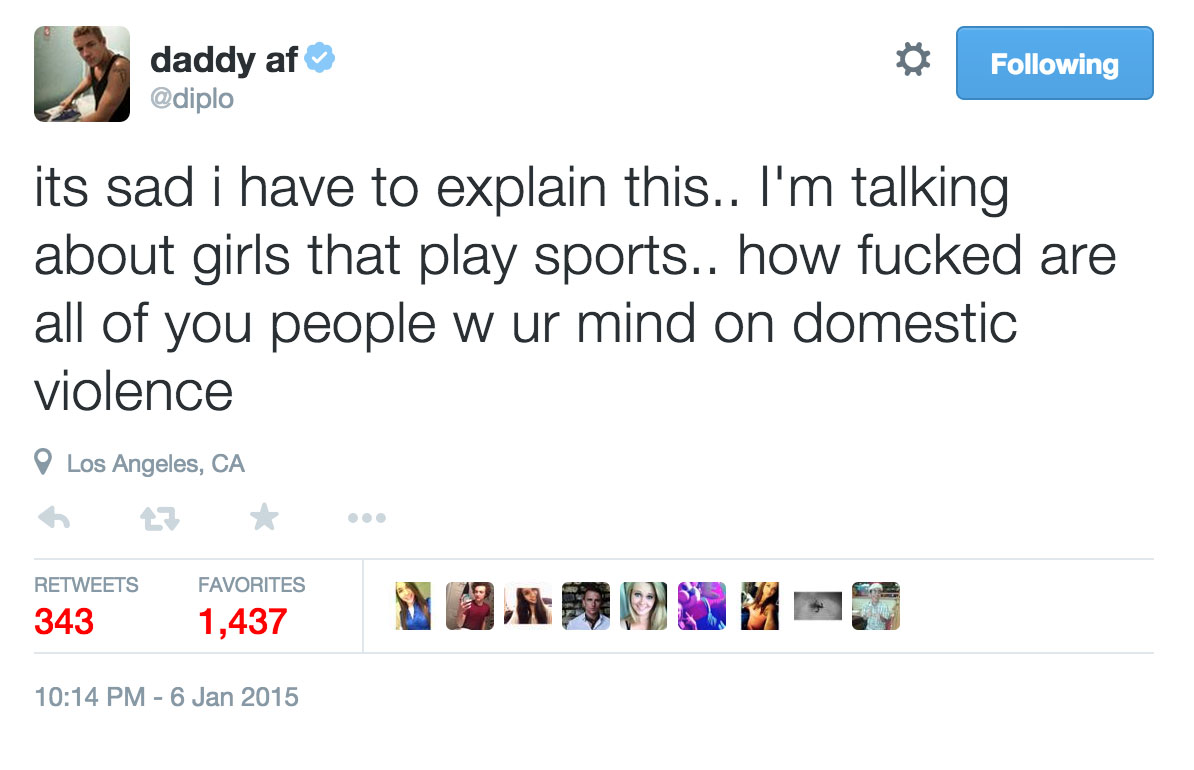 daddy af
@diplo
Following
its sad i have to explain this.. I'm talking
about girls that play sports.. how fucked are
all of you people w ur mind on domestic
violence
Los Angeles, CA
RETWEETS FAVORITES
343 1,437
10:14 PM - 6 Jan 2015